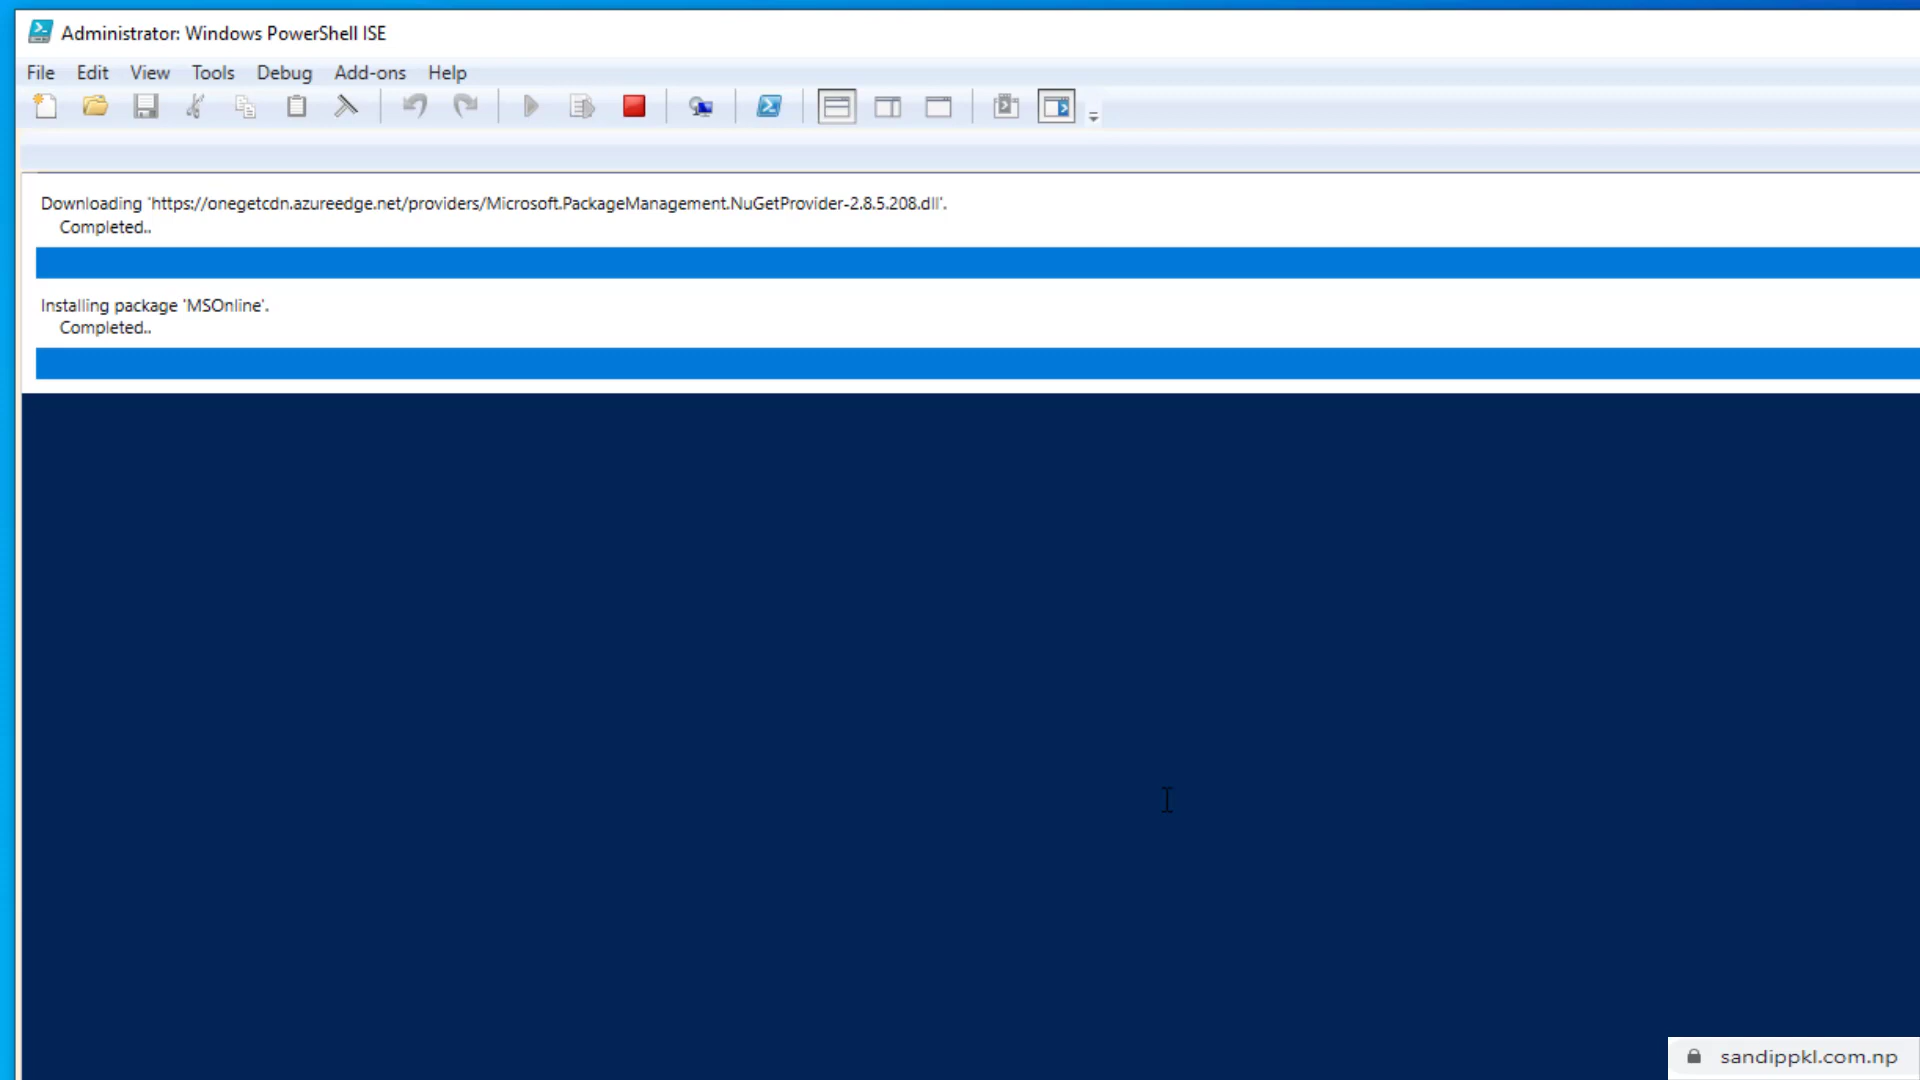 Administrator: Windows PowerShell ISE
File Edit View Tools Debug Add-ons Help
Downloading 'https://onegetcdn.azureedge.net/providers/Microsoft.PackageManagement.NuGetProvider-2.8.5.208.dll'.
Completed..
Installing package 'MSOnline'.
Completed..
sandippkl.com.np